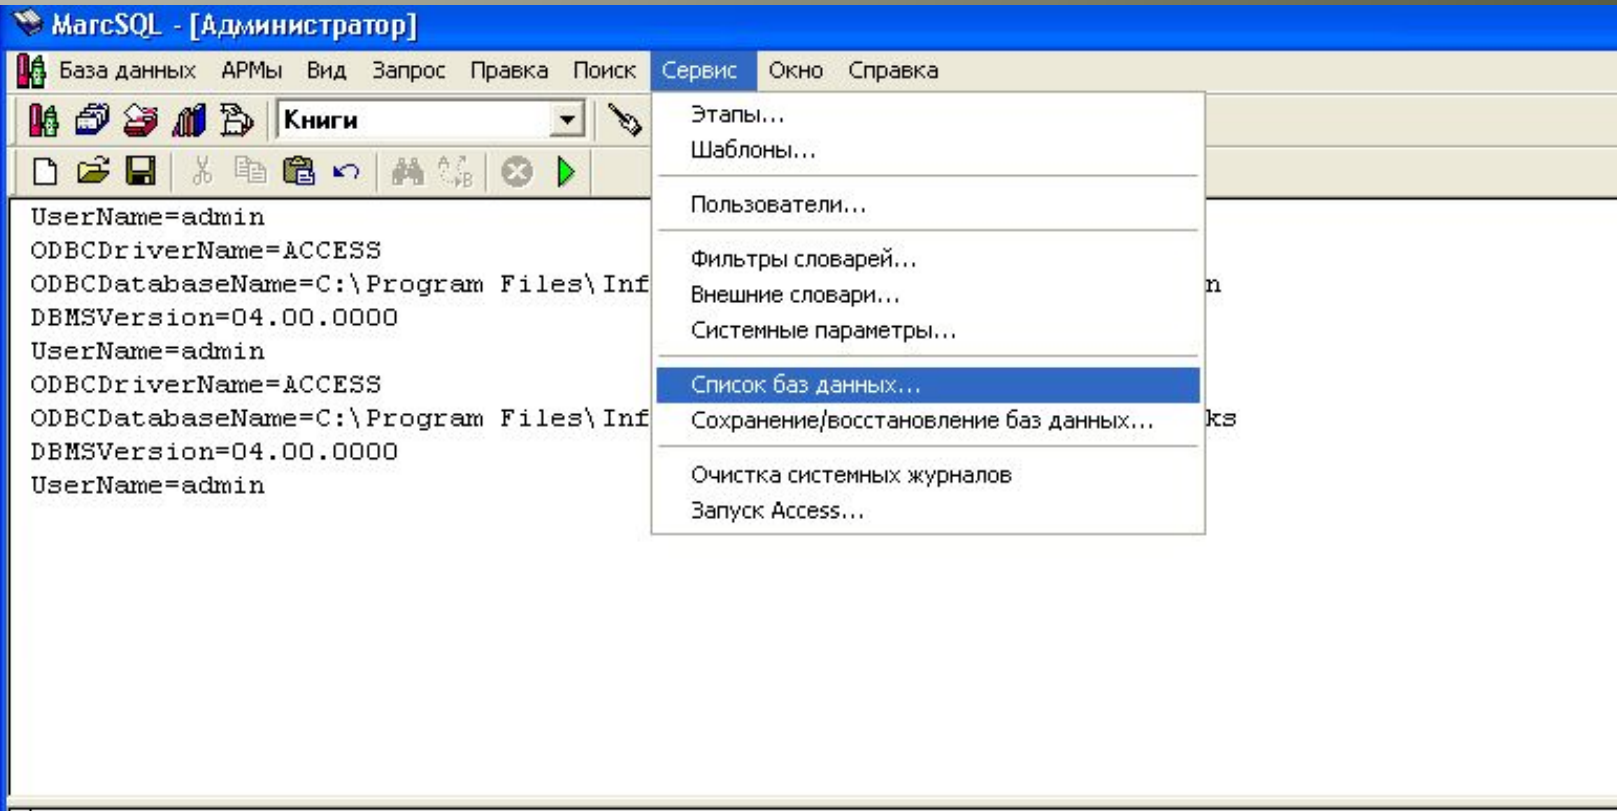 MarcSQL - [Администратор]
База данных АРМы Вид Запрос Правка Поиск Сервис Окно Справка
Книги
UserName=admin
ODBCDriverName=ACCESS
ODBCDatabaseName=C:\Program Files\Inf
DBMSVersion=04.00.0000
UserName=admin
ODBCDriverName=ACCESS
ODBCDatabaseName=C:\Program Files\Inf
DBMSVersion=04.00.0000
UserName=admin
Этапы...
Шаблоны...
Пользователи...
Фильтры словарей...
Внешние словари...
Системные параметры...
Список баз данных...
Сохранение/восстановление баз данных...
Очистка системных журналов
Запуск Access...
n
ks